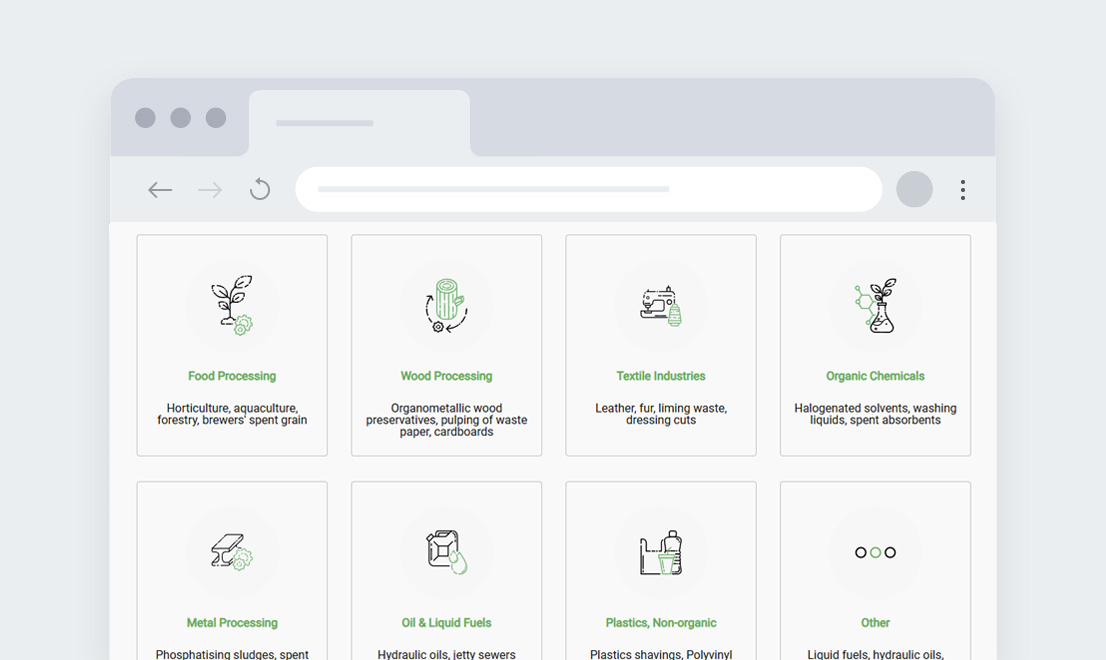 Food Processing
Horticulture, aquaculture,
forestry, brewers' spent grain
Wood Processing
Organometallic wood
preservatives, pulping of waste
paper, cardboards
Textile Industries
Leather, fur, liming waste,
dressing cuts
Organic Chemicals
Halogenated solvents, washing
liquids, spent absorbents
Metal Processing
Phosphatising sludges, spent
Oil & Liquid Fuels
Hydraulic oils, jetty sewers
Plastics, Non-organic
Plastics shavings, Polyvinyl
Other
Liquid fuels, hydraulic oils,